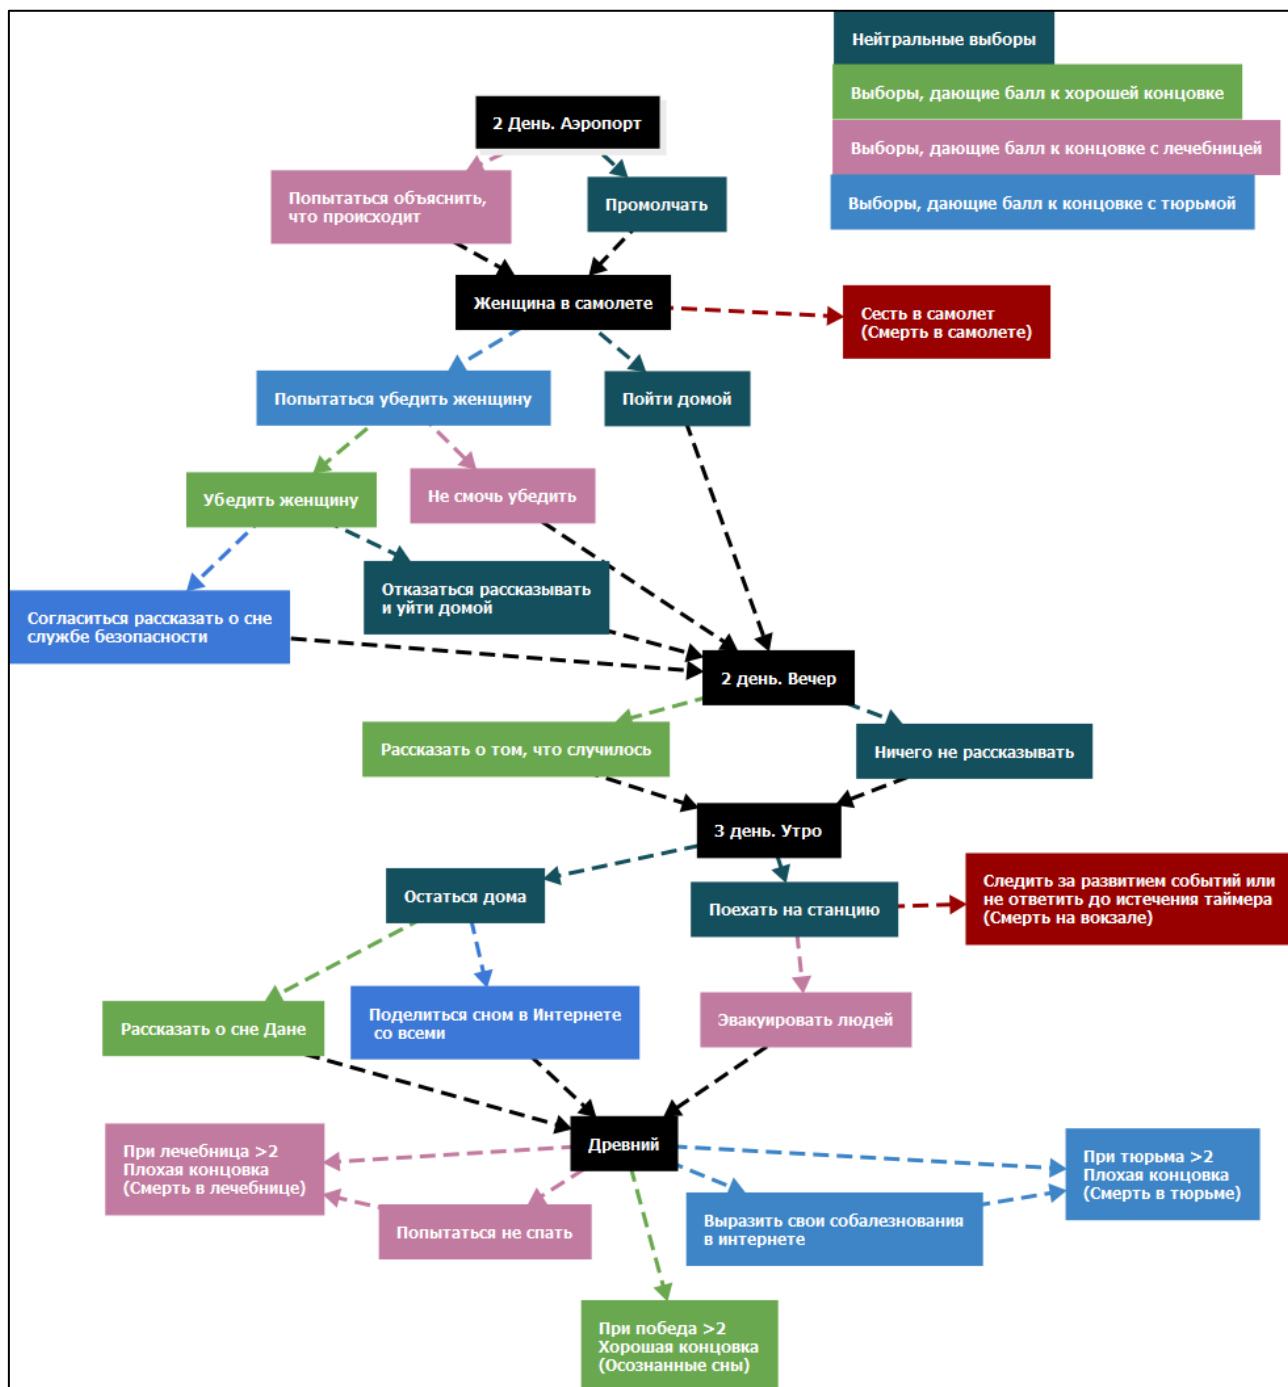 Нейтральные выборы
Выборы, дающие балл к хорошей концовке
Выборы, дающие балл к концовке с лечебницей
Выборы, дающие балл к концовке с тюрьмой
2 День. Аэропорт
Попытаться объяснить,
что происходит
Промолчать
Женщина в самолете
Сесть в самолет
(Смерть в самолете)
Попытаться убедить женщину
Пойти домой
Убедить женщину
Не смочь убедить
Отказаться рассказывать
и уйти домой
Согласиться рассказать о сне
службе безопасности
2 день. Вечер
Рассказать о том, что случилось
Ничего не рассказывать
3 день. Утро
Остаться дома
Поехать на станцию
Следить за развитием событий или
не ответить до истечения таймера
(Смерть на вокзале)
Рассказать о сне Дане
Поделиться сном в Интернете
со всеми
Эвакуировать людей
Древний
При лечебница >2
Плохая концовка
(Смерть в лечебнице)
При тюрьма >2
Плохая концовка
(Смерть в тюрьме)
Попытаться не спать
Выразить свои собалезнования
в интернете
При победа >2
Хорошая концовка
(Осознанные сны)